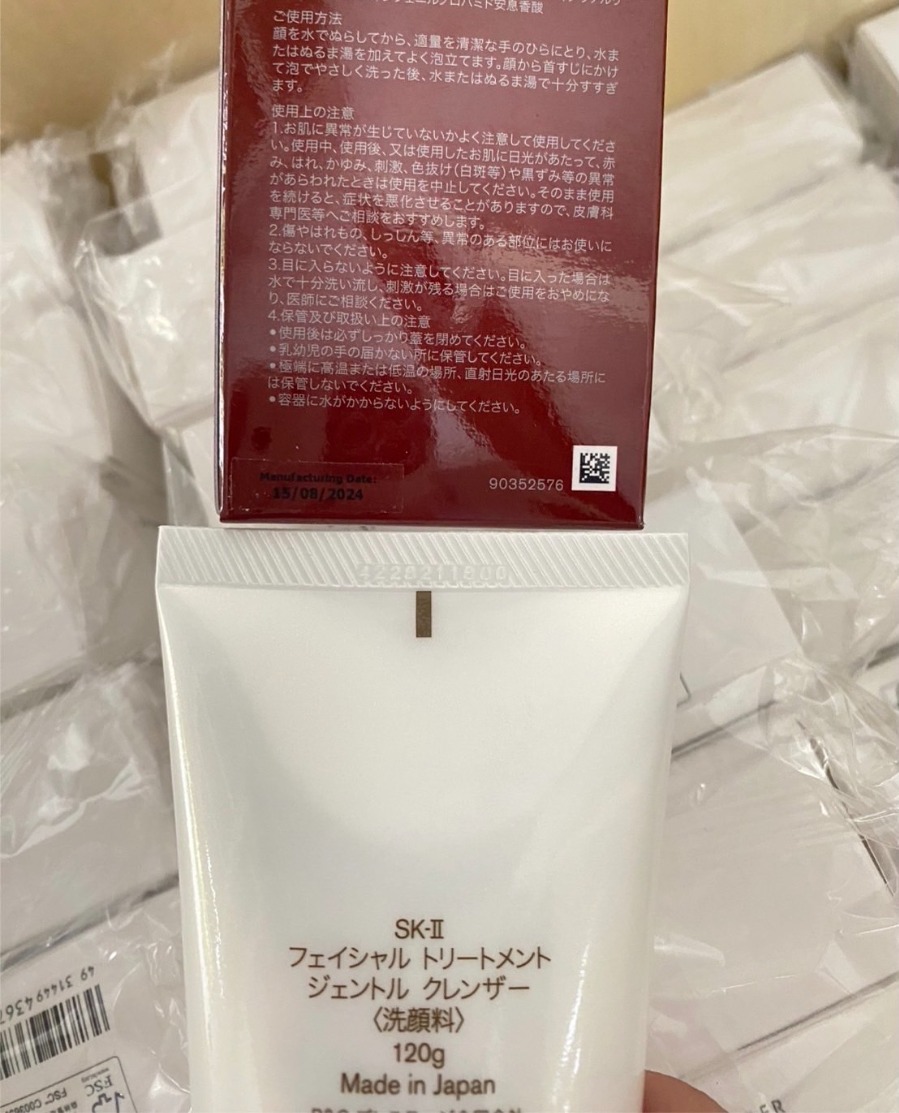 安息香酸
ご使用方法
顔を水でぬらしてから、適量を清潔な手のひらにとり、水ま
たはぬるま湯を加えてよく泡立てます。顔から首すじにかけ
て泡でやさしく洗った後、水またはぬるま湯で十分すすぎ
ます。
使用上の注意
1.お肌に異常が生じていないかよく注意して使用してくださ
い。使用中、使用後、又は使用したお肌に日光があたって、赤
み、はれ、かゆみ、刺激、色抜け(白斑等)や黒ずみ等の異常
があらわれたときは使用を中止してください。そのまま使用
を続けると、症状を悪化させることがありますので、皮膚科
専門医等へご相談をおすすめします。
2.傷やはれもの、しっしん等、異常のある部位にはお使いに
ならないでください。
3.目に入らないように注意してください。目に入った場合は
水で十分洗い流し、刺激が残る場合はご使用をおやめにな
り、医師にご相談ください。
4.保管及び取扱い上の注意
●使用後は必ずしっかり蓋を閉めてください。
●乳幼児の手の届かない所に保管してください。
●極端に高温または低温の場所、直射日光のあたる場所に
は保管しないでください。
●容器に水がかからないようにしてください。
Manufacturing Date:
15/08/2024
90352576
SK-II
フェイシャル トリートメント
ジェントル クレンザー
〈洗顔料〉
120g
Made in Japan
FSC